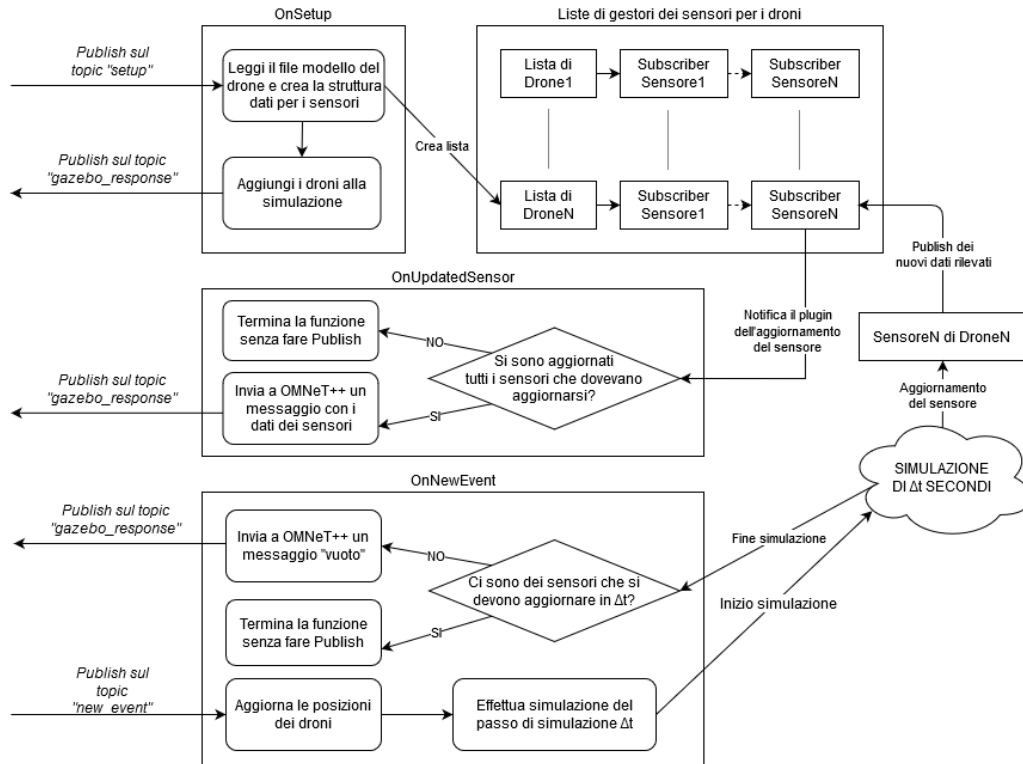 OnSetup
Liste di gestori dei sensori per i droni
Publish sul
topic "setup"
Leggi il file modello del
drone e crea la struttura
dati per i sensori
Publish sul topic
"gazebo_response"
Aggiungi i droni alla
simulazione
Crea lista
Lista di
Drone1
Subscriber
Sensore1
Subscriber
SensoreN
Lista di
DroneN
Subscriber
Sensore1
Subscriber
SensoreN
Publish dei
nuovi dati rilevati
OnUpdatedSensor
Termina la funzione
senza fare Publish
NO
Si sono aggiornati
tutti i sensori che dovevano
aggiornarsi?
Notifica il plugin
dell'aggiornamento
del sensore
SensoreN di DroneN
Publish sul topic
"gazebo_response"
Invia a OMNeT++ un
messaggio con i
dati dei sensori
SI
Aggiornamento
del sensore
SIMULAZIONE
DI Δt SECONDI
OnNewEvent
Publish sul topic
"gazebo_response"
Invia a OMNeT++ un
messaggio "vuoto"
NO
Ci sono dei sensori che si
devono aggiornare in Δt?
Fine simulazione
Inizio simulazione
Termina la funzione
senza fare Publish
SI
Publish sul
topic
"new_event"
Aggiorna le posizioni
dei droni
Effettua simulazione del
passo di simulazione Δt